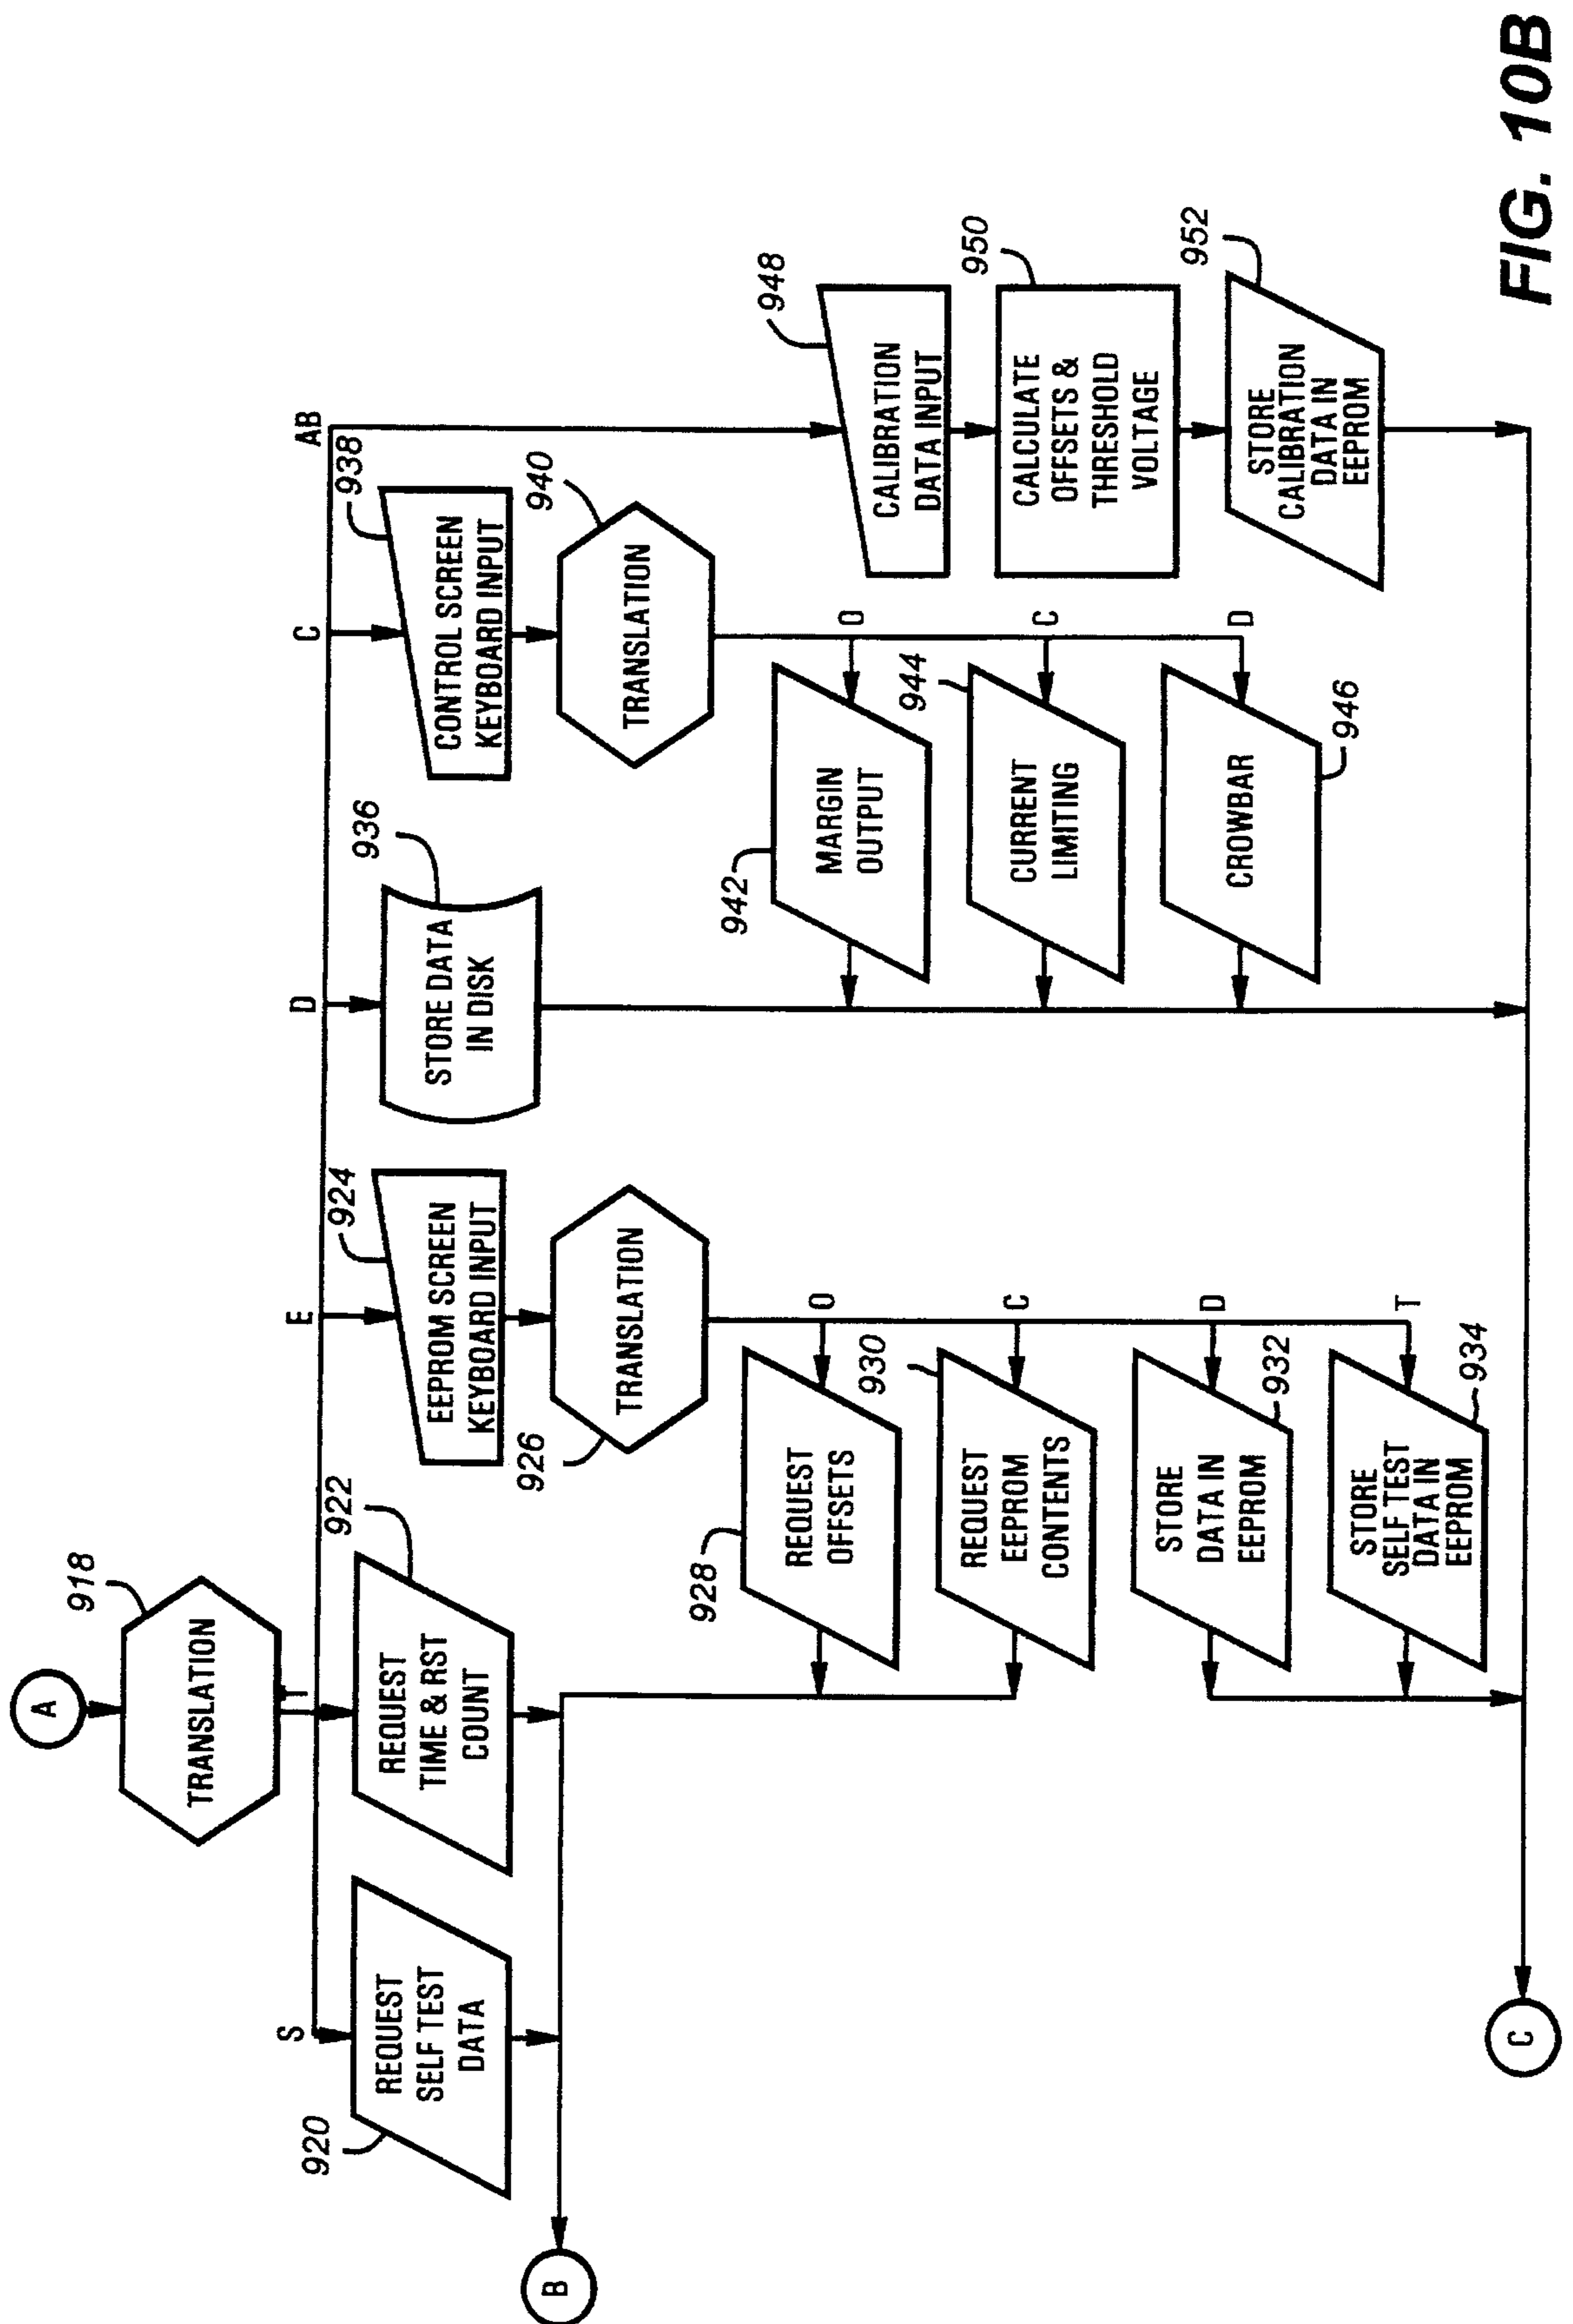 A
918
TRANSLATION
S
T
E
D
C
AB
920
REQUEST
SELF TEST
DATA
922
REQUEST
TIME & RST
COUNT
924
EEPROM SCREEN
KEYBOARD INPUT
926
TRANSLATION
O
928
REQUEST
OFFSETS
C
930
REQUEST
EEPROM
CONTENTS
D
932
STORE
DATA IN
EEPROM
T
934
STORE
SELF TEST
DATA IN
EEPROM
936
STORE DATA
IN DISK
938
CONTROL SCREEN
KEYBOARD INPUT
940
TRANSLATION
O
942
MARGIN
OUTPUT
C
944
CURRENT
LIMITING
D
946
CROWBAR
948
CALIBRATION
DATA INPUT
950
CALCULATE
OFFSETS &
THRESHOLD
VOLTAGE
952
STORE
CALIBRATION
DATA IN
EEPROM
B
C
FIG. 10B